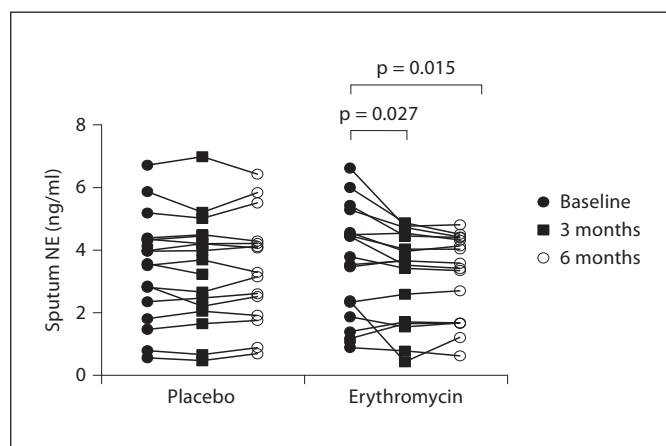 p = 0.015
p = 0.027
8
6
4
2
0
Sputum NE (ng/ml)
Placebo
Erythromycin
Baseline
3 months
6 months